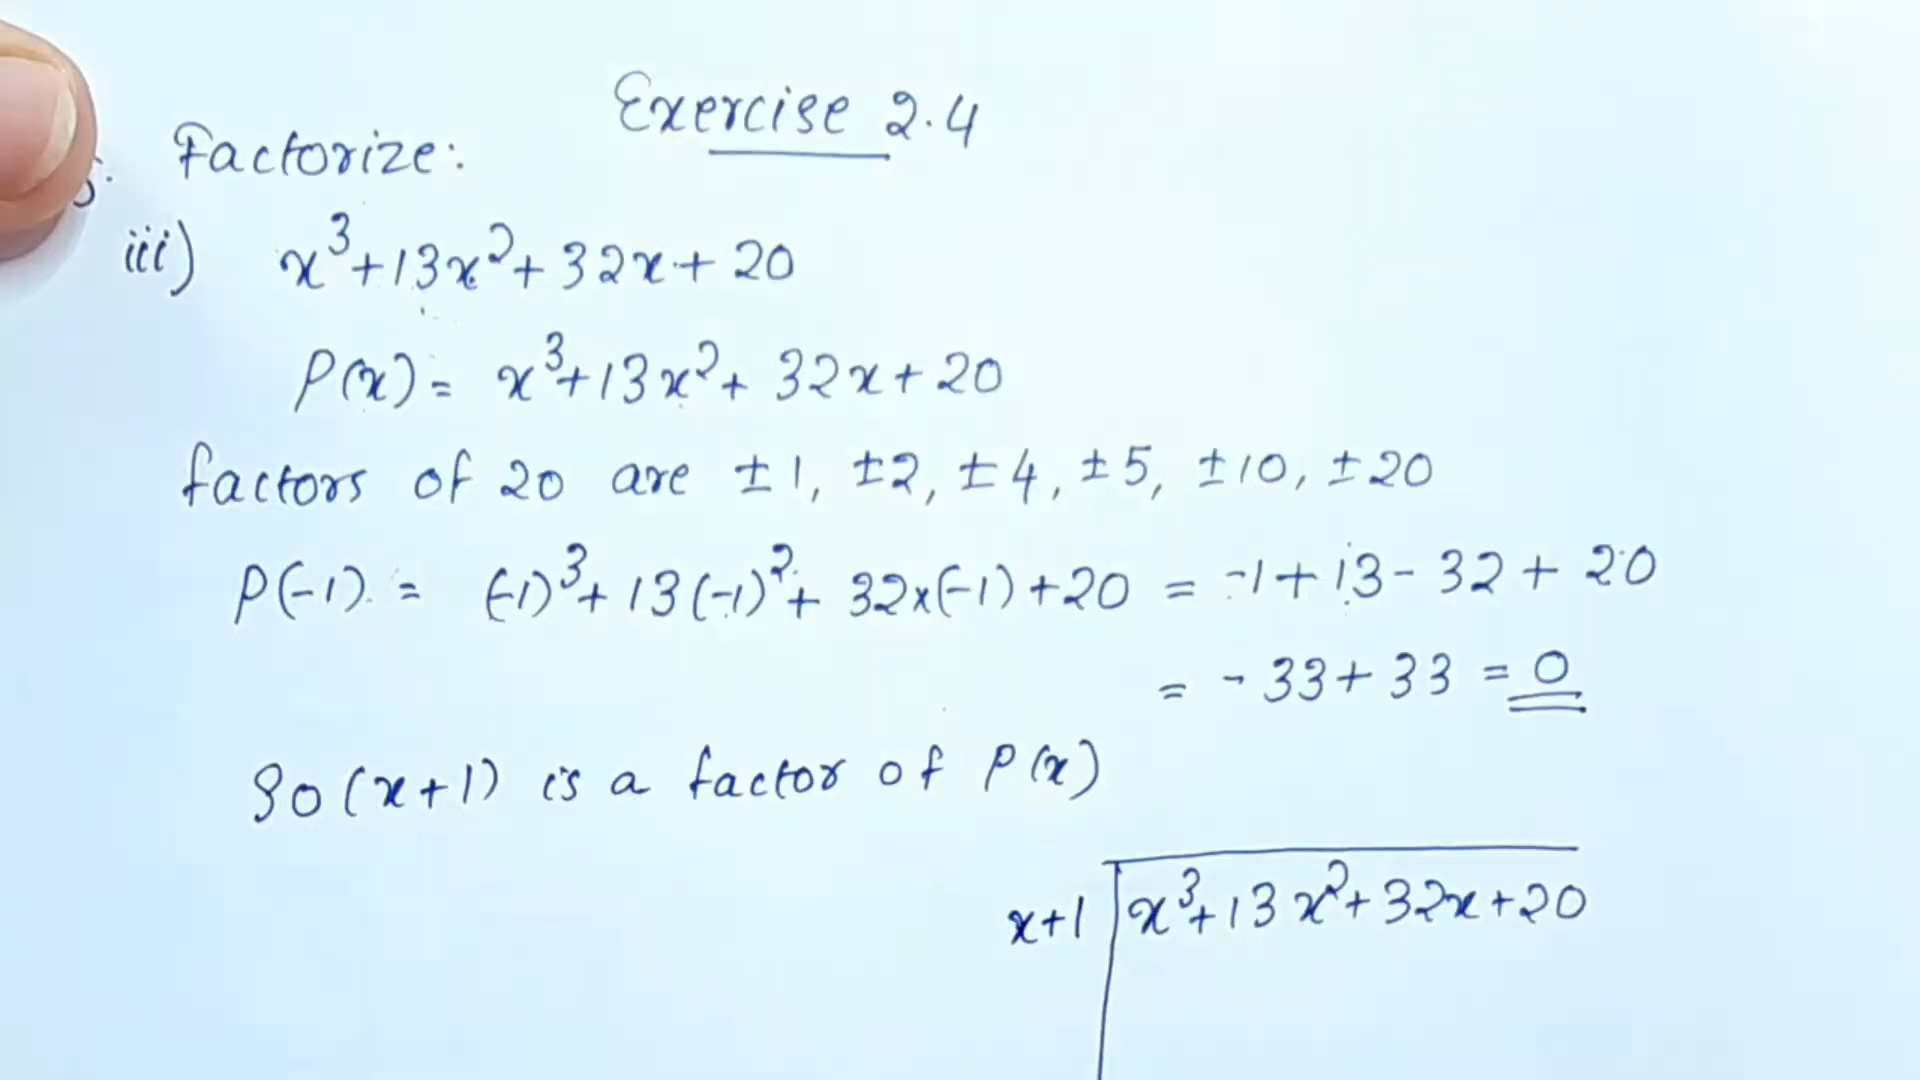 Exercise 2.4
Factorize:
iii) x³+13x²+32x+20
P(x) = x³+13x²+32x+20
factors of 20 are ±1, ±2, ±4, ±5, ±10, ±20
P(-1) = (-1)³+13(-1)²+32×(-1)+20 = -1+13-32+20
= -33+33 = 0
So (x+1) is a factor of P(x)
x+1 x³+13x²+32x+20